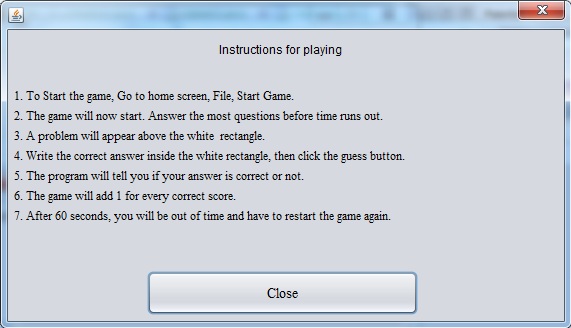 Instructions for playing
1. To Start the game, Go to home screen, File, Start Game.
2. The game will now start. Answer the most questions before time runs out.
3. A problem will appear above the white  rectangle.
4. Write the correct answer inside the white rectangle, then click the guess button.
5. The program will tell you if your answer is correct or not.
6. The game will add 1 for every correct score.
7. After 60 seconds, you will be out of time and have to restart the game again.
Close